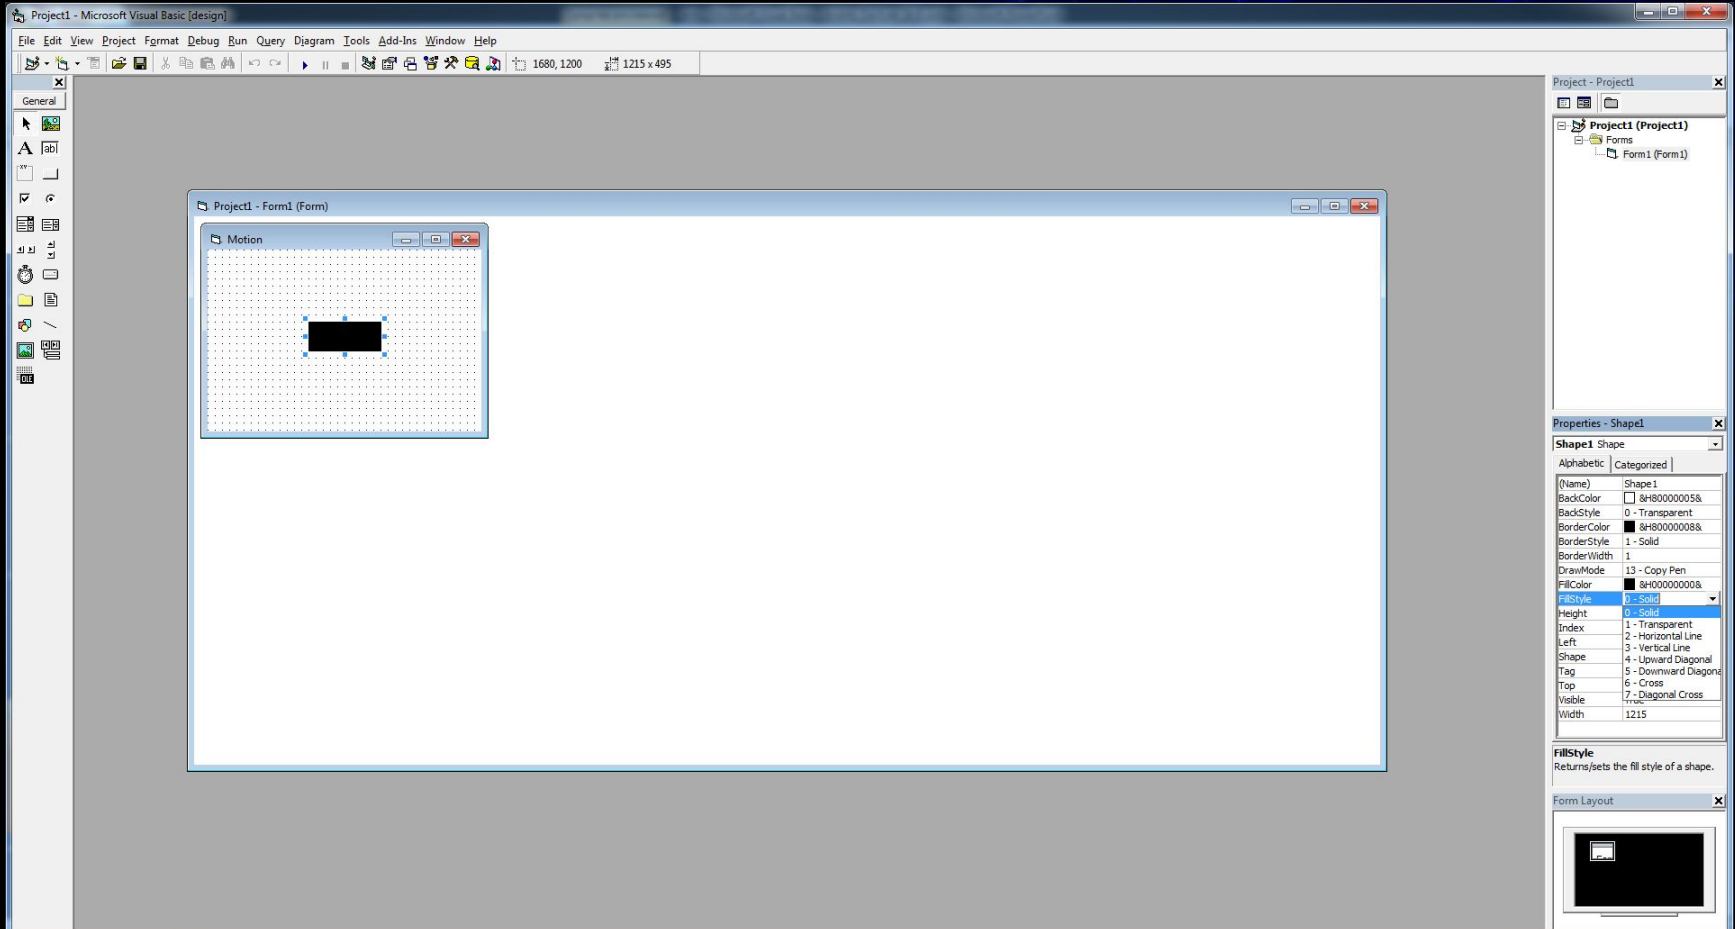 Project1 - Microsoft Visual Basic [design]
File Edit View Project Format Debug Run Query Diagram Tools Add-Ins Window Help
1680, 1200 1215 x 495
General
A ab|
xy
OLE
Project1 - Form1 (Form)
Motion
Project - Project1
Project1 (Project1)
Forms
Form1 (Form1)
Properties - Shape1
Shape1 Shape
Alphabetic Categorized
(Name) Shape1
BackColor &H80000005&
BackStyle 0 - Transparent
BorderColor &H80000008&
BorderStyle 1 - Solid
BorderWidth 1
DrawMode 13 - Copy Pen
FillColor &H00000000&
FillStyle 0 - Solid
Height 0 - Solid
Index 1 - Transparent
2 - Horizontal Line
Left 3 - Vertical Line
Shape 4 - Upward Diagonal
Tag 5 - Downward Diagona
Top 6 - Cross
Visible 7 - Diagonal Cross
Width 1215
FillStyle
Returns/sets the fill style of a shape.
Form Layout